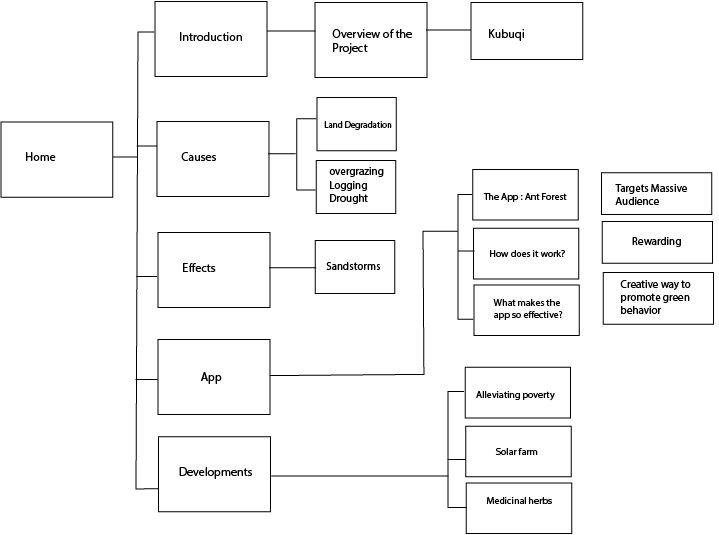 Introduction
Overview of the
Project
Kubuqi
Home
Causes
Land Degradation
overgrazing
Logging
Drought
Effects
Sandstorms
App
The App : Ant Forest
How does it work?
What makes the
app so effective?
Targets Massive
Audience
Rewarding
Creative way to
promote green
behavior
Developments
Alleviating poverty
Solar farm
Medicinal herbs